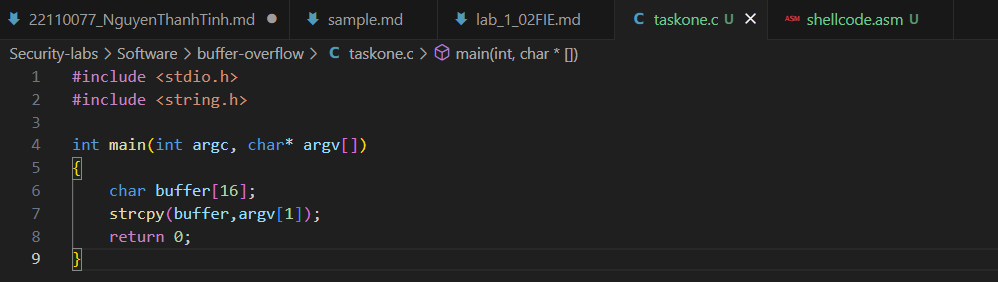 22110077_NguyenThanhTinh.md ● sample.md lab_1_02FIE.md C taskone.c U × ASM shellcode.asm U
Security-labs > Software > buffer-overflow > C taskone.c > main(int, char * [])
1 #include <stdio.h>
2 #include <string.h>
3
4 int main(int argc, char* argv[])
5 {
6     char buffer[16];
7     strcpy(buffer,argv[1]);
8     return 0;
9 }